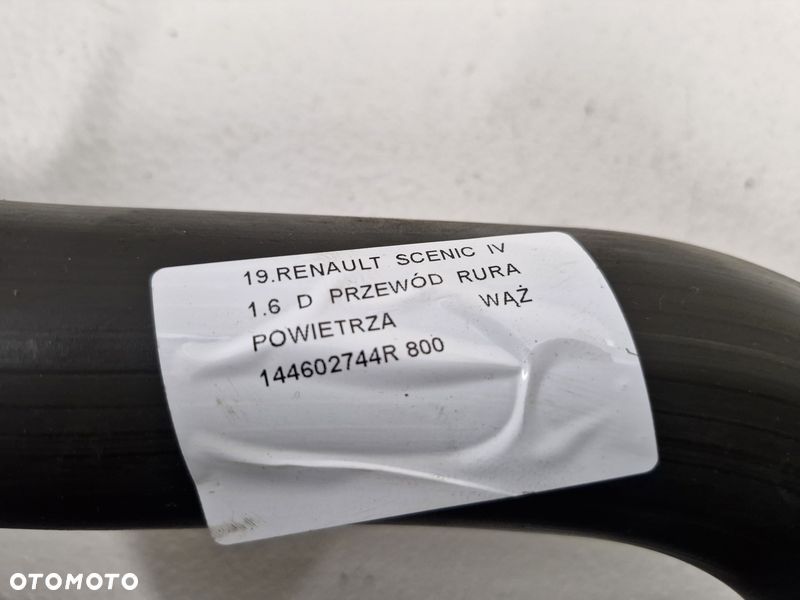 19.RENAULT SCENIC IV
1.6 D PRZEWÓD RURA
POWIETRZA WĄŻ
144602744R 800
OTOMOTO